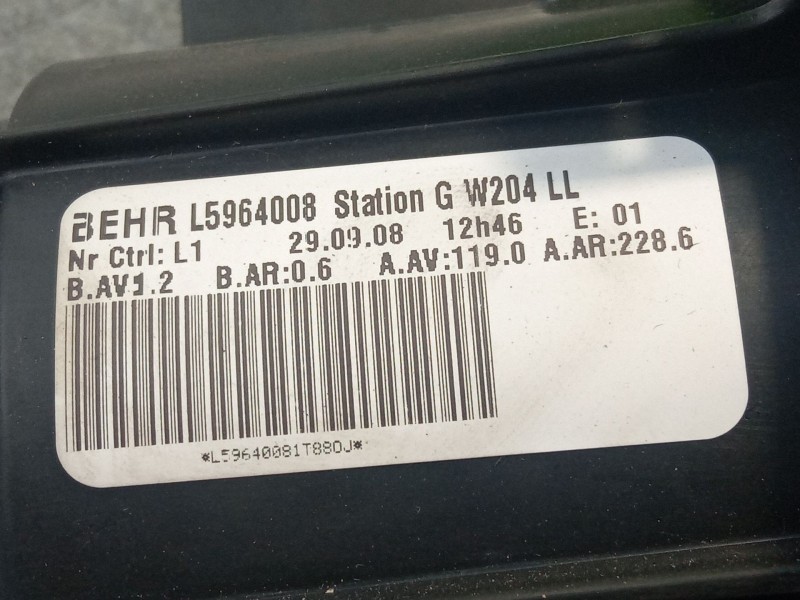 BEHR L5964008 Station G W204 LL
Nr Ctrl: L1 29.09.08 12h46 E: 01
B.AV:1.2 B.AR:0.6 A.AV:119.0 A.AR:228.6
*L59640081T880J*